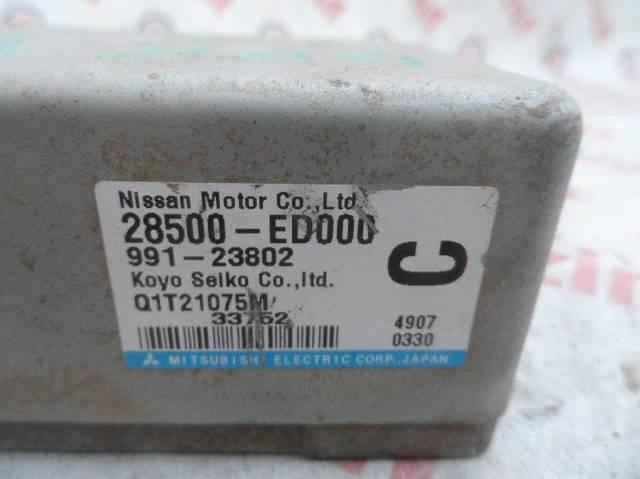 Nissan Motor Co.,Ltd.
28500-ED000
991-23802
C
Koyo Seiko Co.,ltd.
Q1T21075M
33752
4907
0330
MITSUBISHI ELECTRIC CORP.,JAPAN